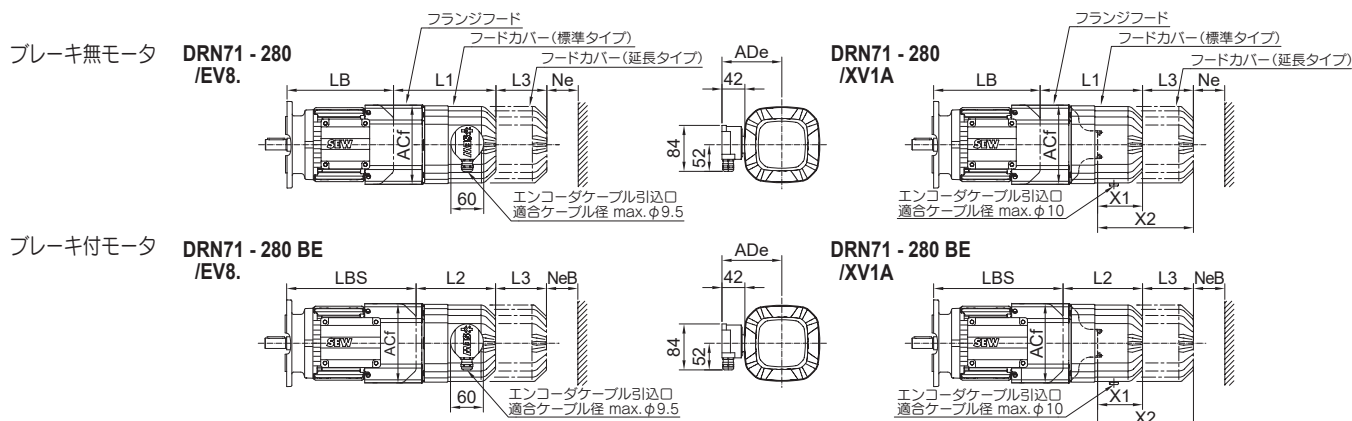 フランジフード
フードカバー(標準タイプ)
フードカバー(延長タイプ)
ブレーキ無モータ
DRN71 - 280
/EV8.
LB
L1
L3
Ne
ACf
SEW
SEW
60
エンコーダケーブル引込口
適合ケーブル径 max.φ9.5
ADe
42
84
52
フランジフード
フードカバー(標準タイプ)
フードカバー(延長タイプ)
DRN71 - 280
/XV1A
LB
L1
L3
Ne
ACf
SEW
エンコーダケーブル引込口
適合ケーブル径 max.φ10
X1
X2
ブレーキ付モータ
DRN71 - 280 BE
/EV8.
LBS
L2
L3
NeB
ACf
SEW
SEW
60
エンコーダケーブル引込口
適合ケーブル径 max.φ9.5
ADe
42
84
52
DRN71 - 280 BE
/XV1A
LBS
L2
L3
NeB
ACf
SEW
エンコーダケーブル引込口
適合ケーブル径 max.φ10
X1
X2